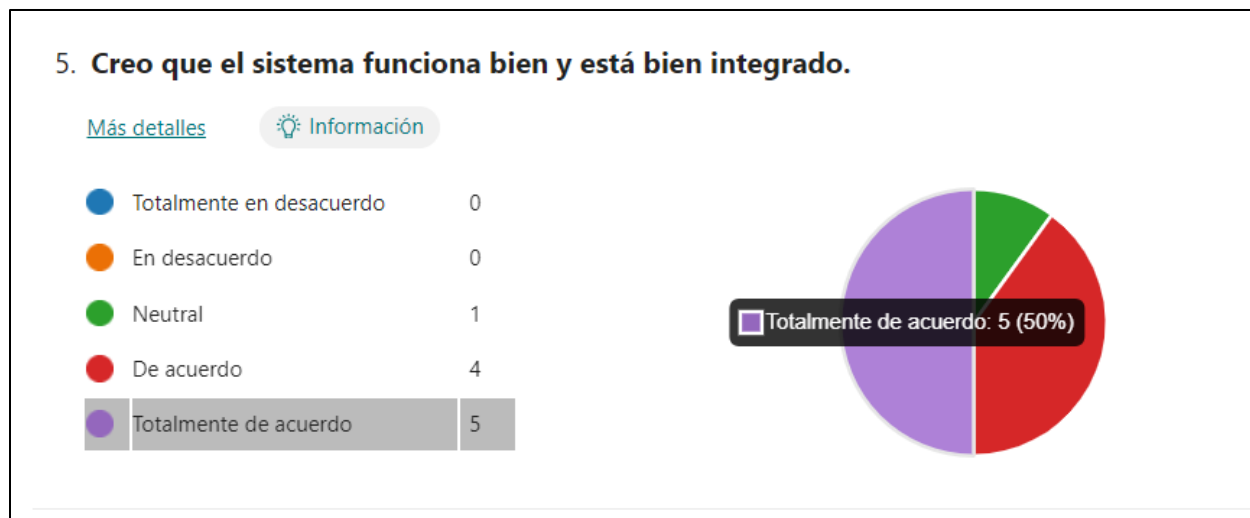 5. Creo que el sistema funciona bien y está bien integrado.
Más detalles Información
Totalmente en desacuerdo 0
En desacuerdo 0
Neutral 1
De acuerdo 4
Totalmente de acuerdo 5
Totalmente de acuerdo: 5 (50%)